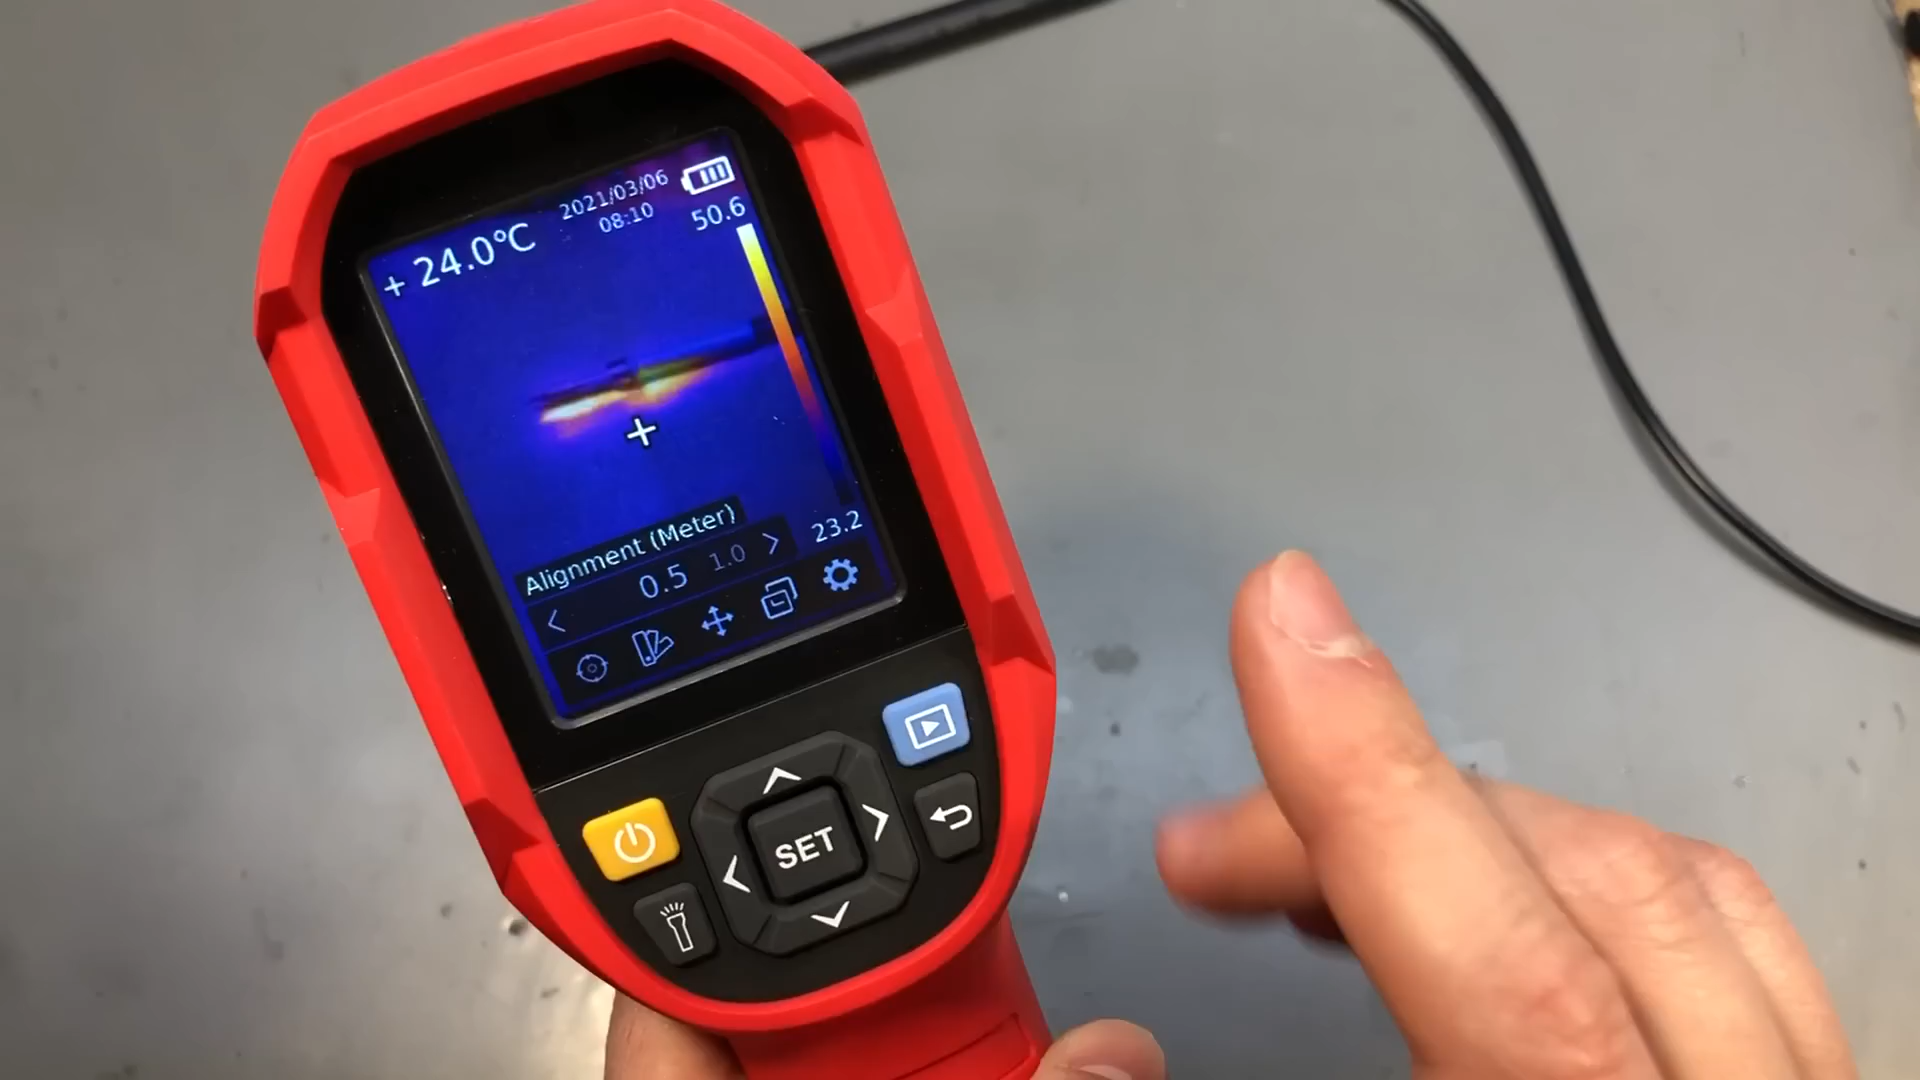 + 24.0°C
2021/03/06
08:10
50.6
23.2
Alignment (Meter)
< 0.5 1.0 >
SET